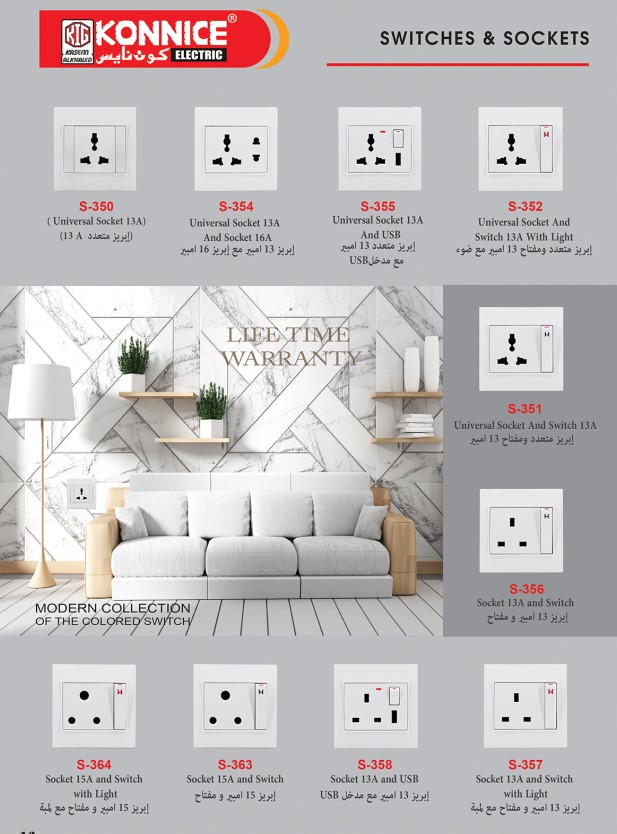 KONNICE®
KTG
KASEM ALKHALED
كونايس ELECTRIC
SWITCHES & SOCKETS
S-350
( Universal Socket 13A)
(إبريز متعدد 13 A)
S-354
Universal Socket 13A
And Socket 16A
إبريز 13 امبير مع إبريز 16 امبير
S-355
Universal Socket 13A
And USB
إبريز متعدد 13 امبير
مع مدخلUSB
S-352
Universal Socket And
Switch 13A With Light
إبريز متعدد ومفتاح 13 امبير مع ضوء
LIFE TIME
WARRANTY
MODERN COLLECTION
OF THE COLORED SWITCH
S-351
Universal Socket And Switch 13A
إبريز متعدد ومفتاح 13 امبير
S-356
Socket 13A and Switch
إبريز 13 امبير و مفتاح
S-364
Socket 15A and Switch
with Light
إبريز 15 امبير و مفتاح مع لمبة
S-363
Socket 15A and Switch
إبريز 15 امبير و مفتاح
S-358
Socket 13A and USB
إبريز 13 امبير مع مدخل USB
S-357
Socket 13A and Switch
with Light
إبريز 13 امبير و مفتاح مع لمبة